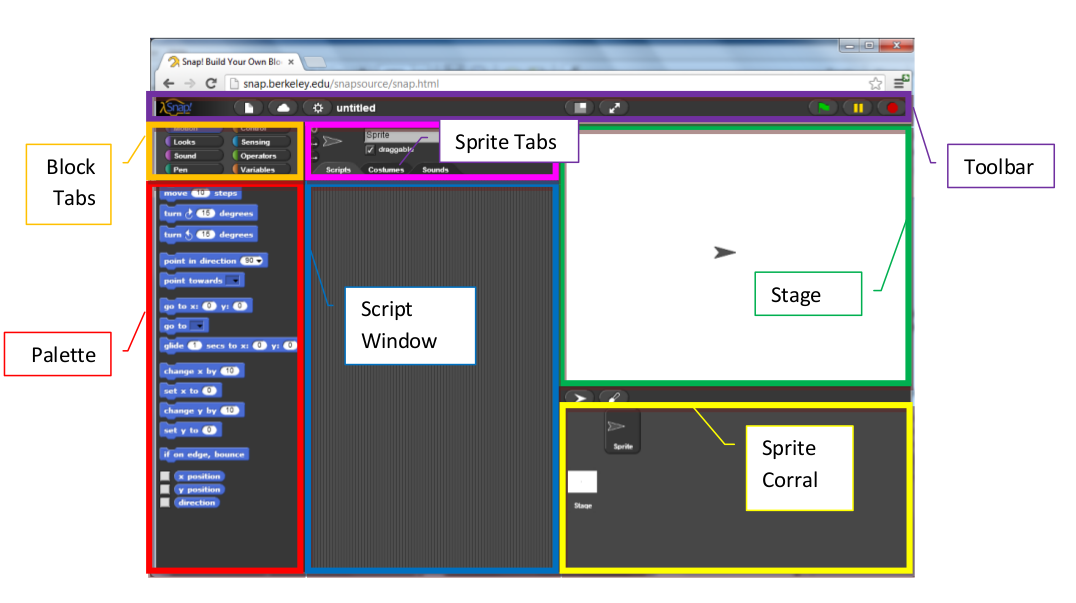 Snap! Build Your Own Blo
snap.berkeley.edu/snapsource/snap.html
Snap!
untitled
Block
Tabs
Motion
Control
Looks
Sensing
Sound
Operators
Pen
Variables
Sprite
draggable
Scripts
Costumes
Sounds
Sprite Tabs
Toolbar
move 10 steps
turn 15 degrees
turn 15 degrees
point in direction 90
point towards
go to x: 0 y: 0
go to
glide 1 secs to x: 0 y: 0
change x by 10
set x to 0
change y by 10
set y to 0
if on edge, bounce
x position
y position
direction
Palette
Script
Window
Stage
Sprite
Stage
Sprite
Corral